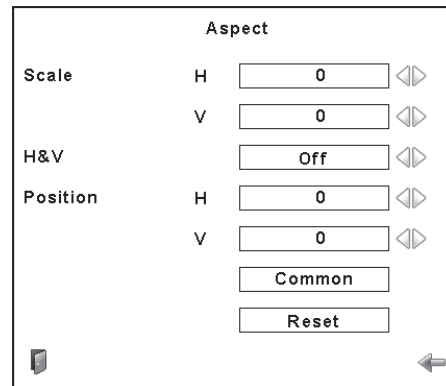 Aspect
Scale H 0
V 0
H&V Off
Position H 0
V 0
Common
Reset